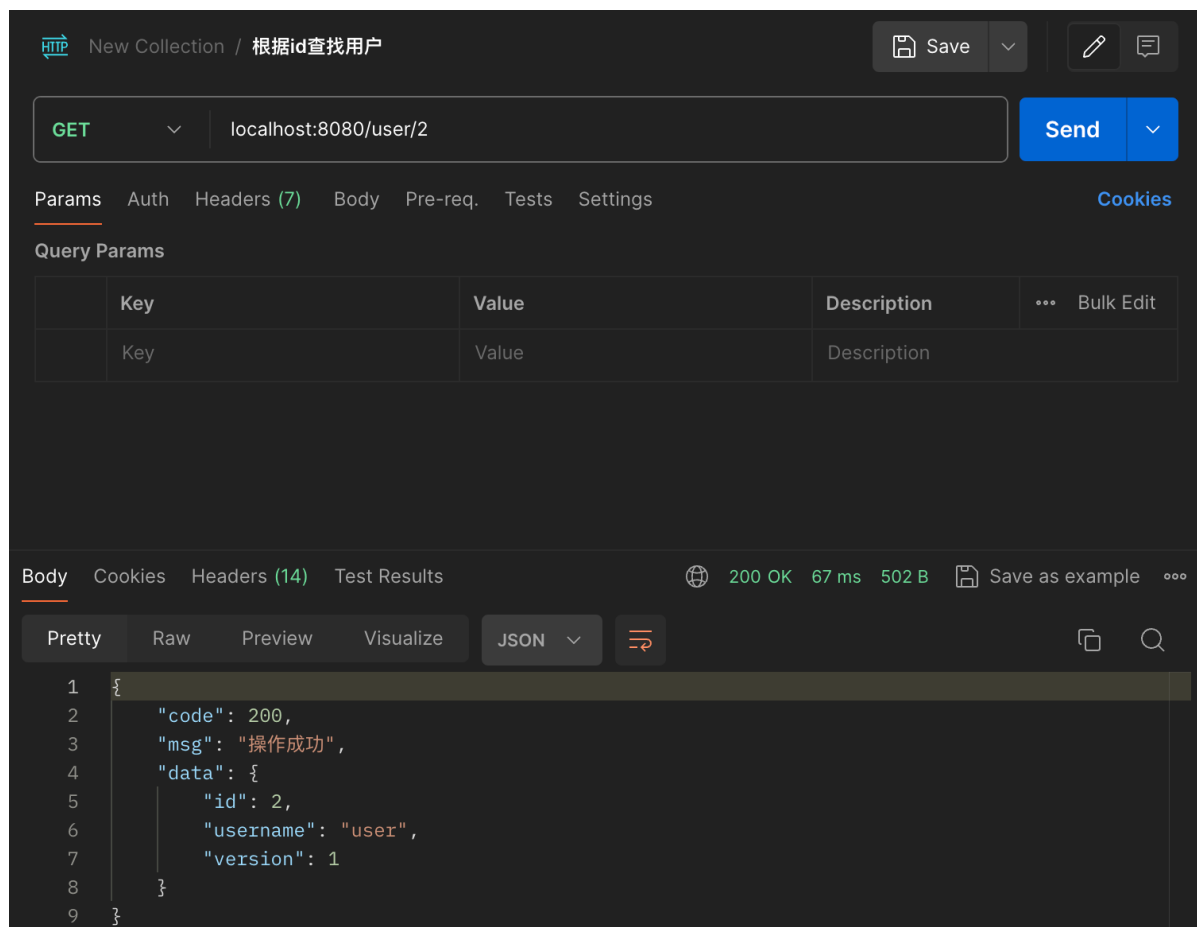 HTTP New Collection / 根据id查找用户 Save
GET localhost:8080/user/2 Send
Params Auth Headers (7) Body Pre-req. Tests Settings Cookies
Query Params
Key Value Description Bulk Edit
Key Value Description
Body Cookies Headers (14) Test Results 200 OK 67 ms 502 B Save as example
Pretty Raw Preview Visualize JSON
1 {
2 "code": 200,
3 "msg": "操作成功",
4 "data": {
5 "id": 2,
6 "username": "user",
7 "version": 1
8 }
9 }